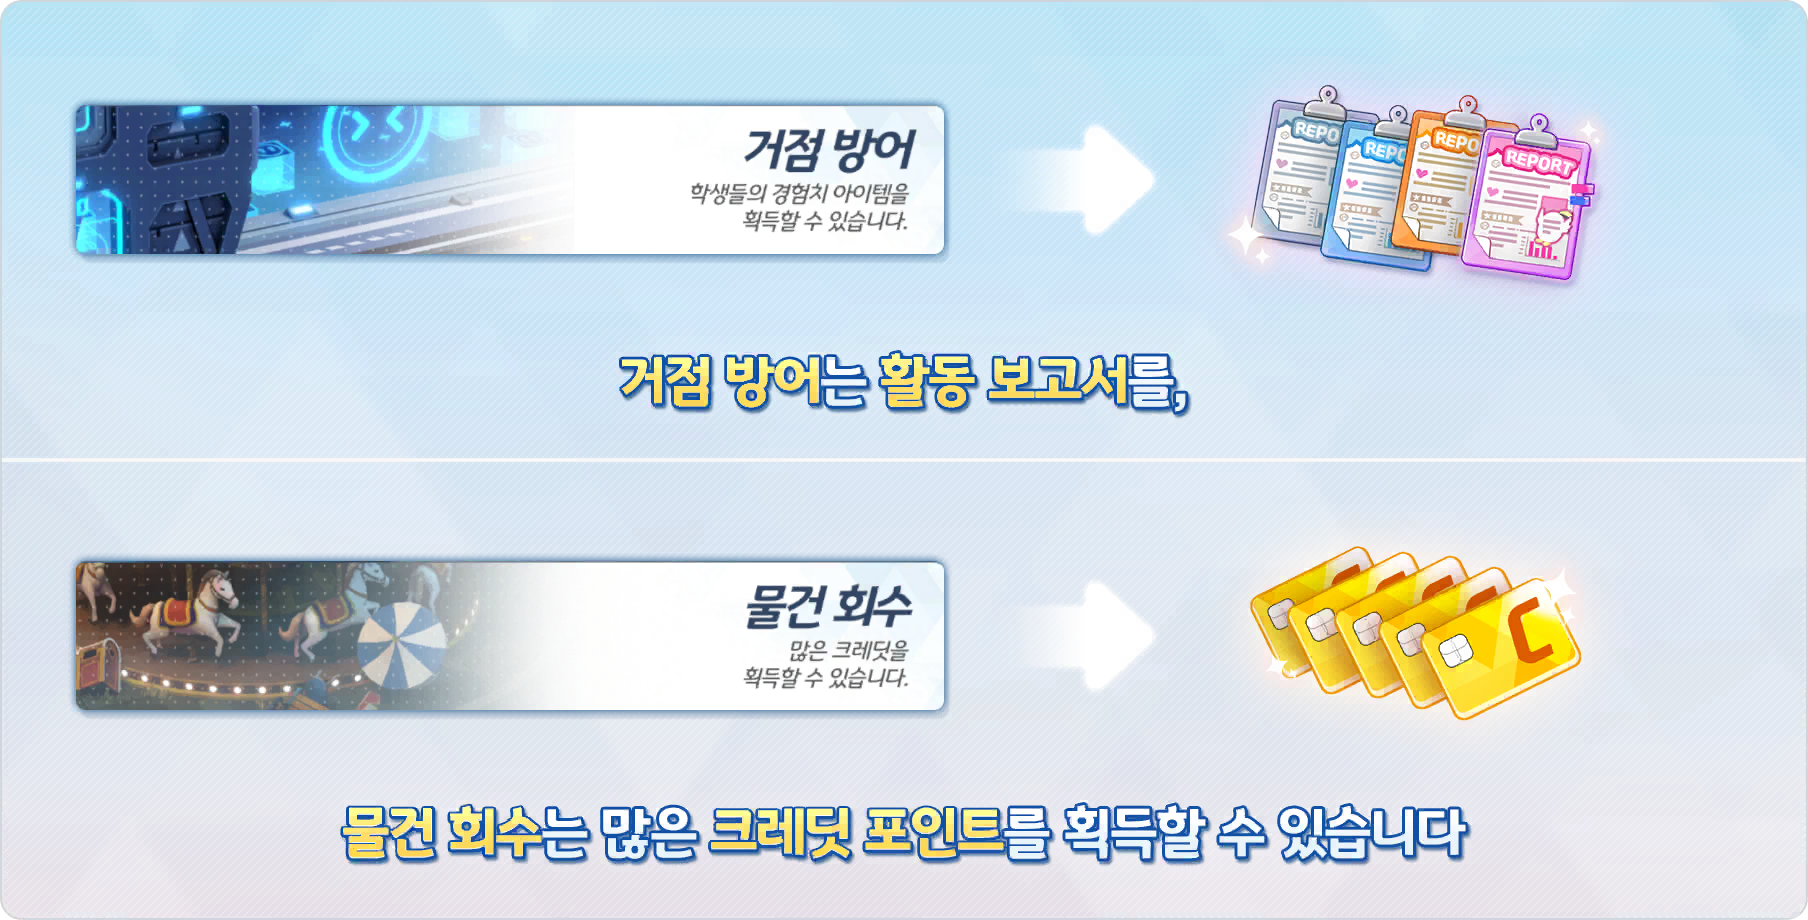 거점 방어
학생들의 경험치 아이템을
획득할 수 있습니다.
REPO
REPO
REPO
REPORT
거점 방어는 활동 보고서를,
물건 회수
많은 크레딧을
획득할 수 있습니다.
C
물건 회수는 많은 크레딧 포인트를 획득할 수 있습니다